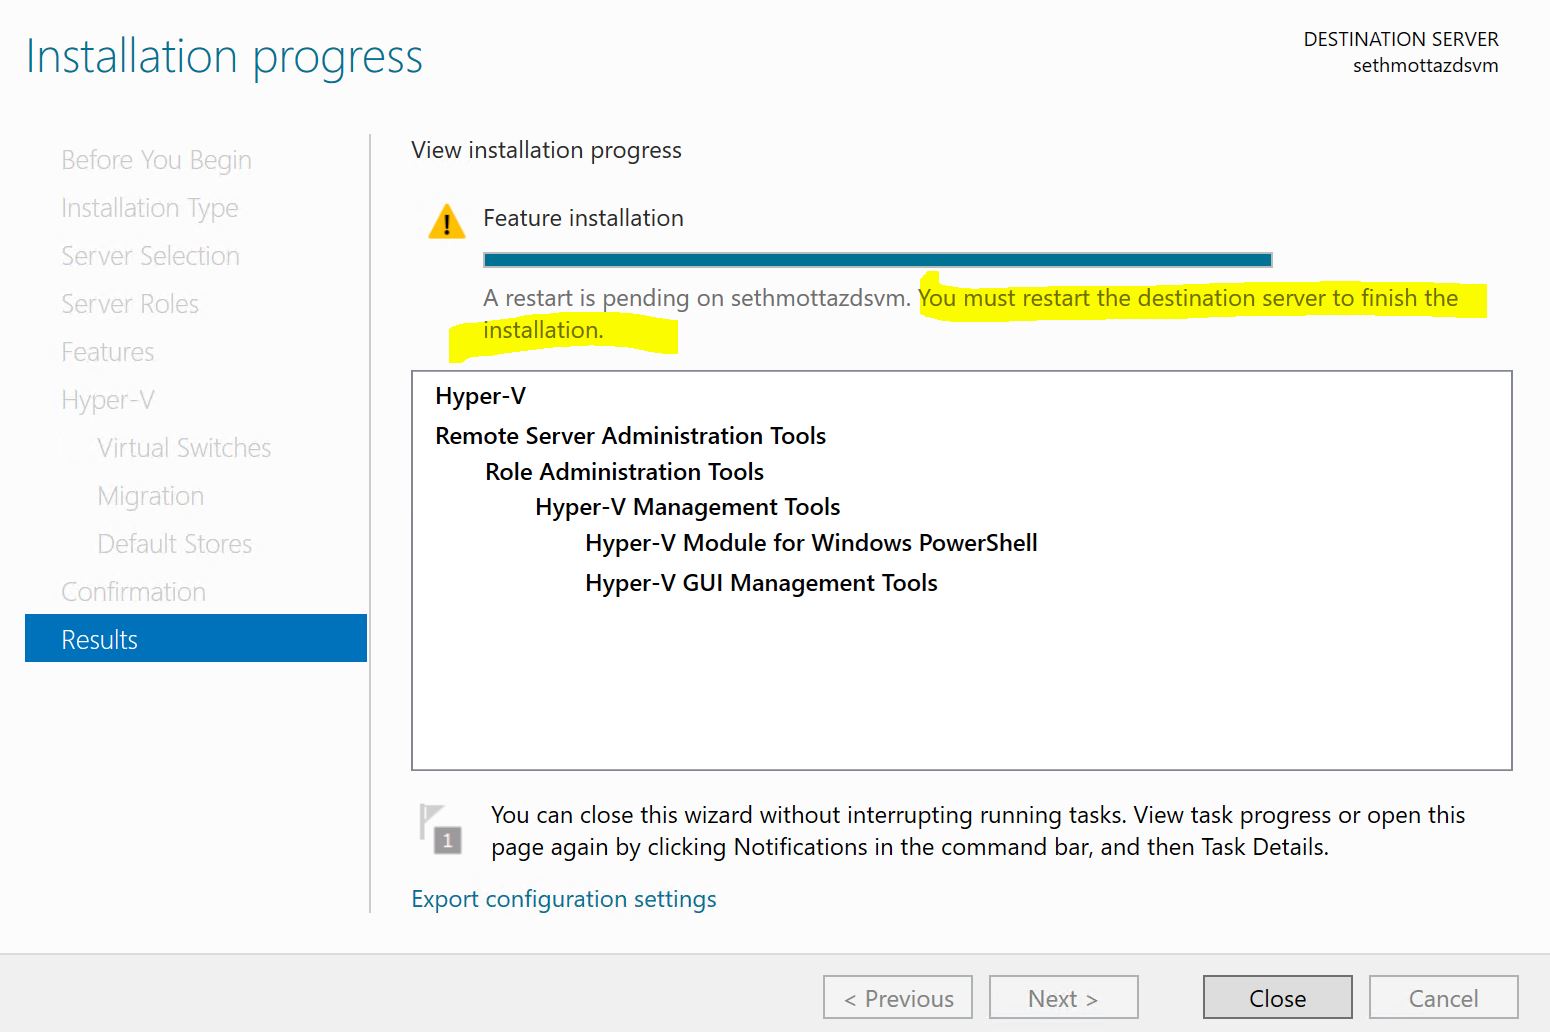 Installation progress
DESTINATION SERVER
sethmottazdsvm
Before You Begin
Installation Type
Server Selection
Server Roles
Features
Hyper-V
Virtual Switches
Migration
Default Stores
Confirmation
Results
View installation progress
Feature installation
A restart is pending on sethmottazdsvm. You must restart the destination server to finish the
installation.
Hyper-V
Remote Server Administration Tools
Role Administration Tools
Hyper-V Management Tools
Hyper-V Module for Windows PowerShell
Hyper-V GUI Management Tools
1
You can close this wizard without interrupting running tasks. View task progress or open this
page again by clicking Notifications in the command bar, and then Task Details.
Export configuration settings
< Previous
Next >
Close
Cancel